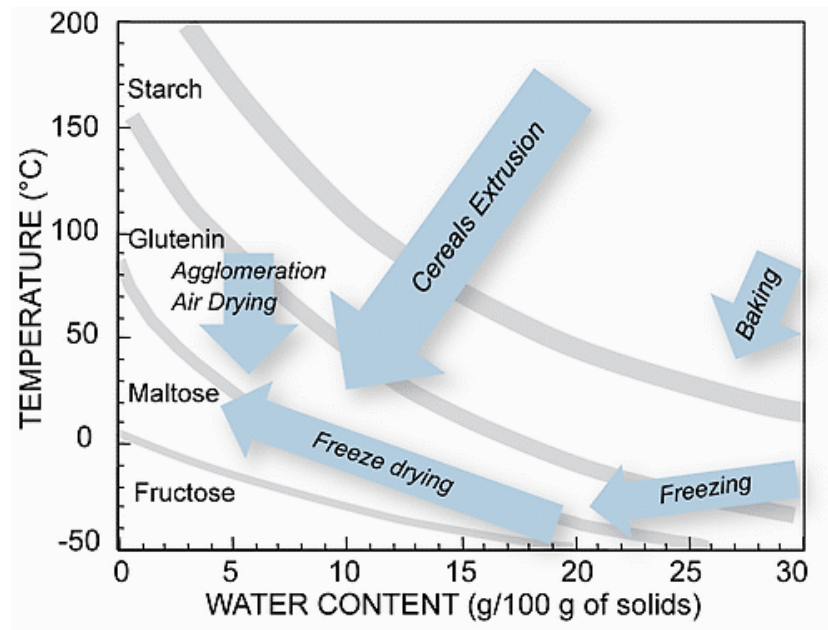 200
Starch
150
Cereals Extrusion
100
Glutenin
Agglomeration
Air Drying
Baking
50
Maltose
0
Freeze drying
Fructose
Freezing
-50
0 5 10 15 20 25 30
TEMPERATURE (°C)
WATER CONTENT (g/100 g of solids)